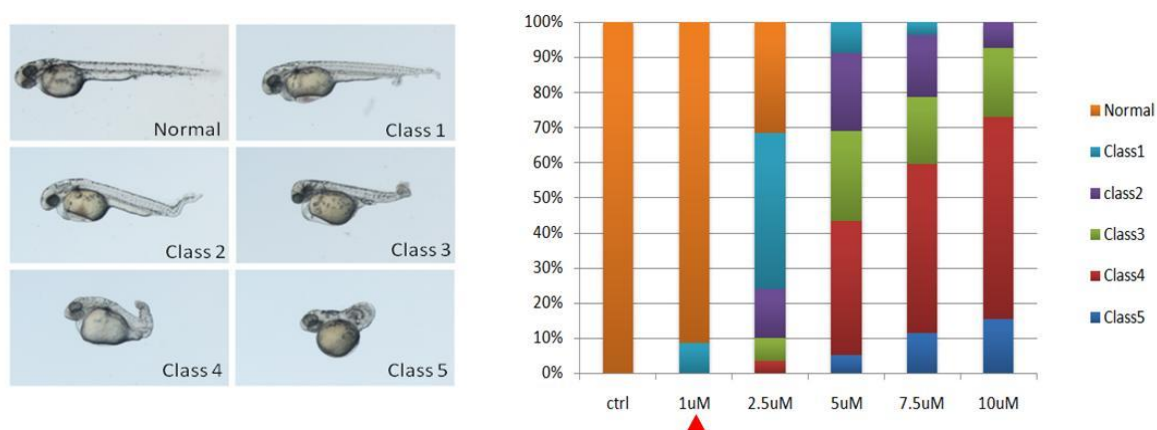 Normal
Class 1
Class 2
Class 3
Class 4
Class 5
100%
90%
80%
70%
60%
50%
40%
30%
20%
10%
0%
ctrl 1uM 2.5uM 5uM 7.5uM 10uM
Normal
Class1
class2
Class3
Class4
Class5